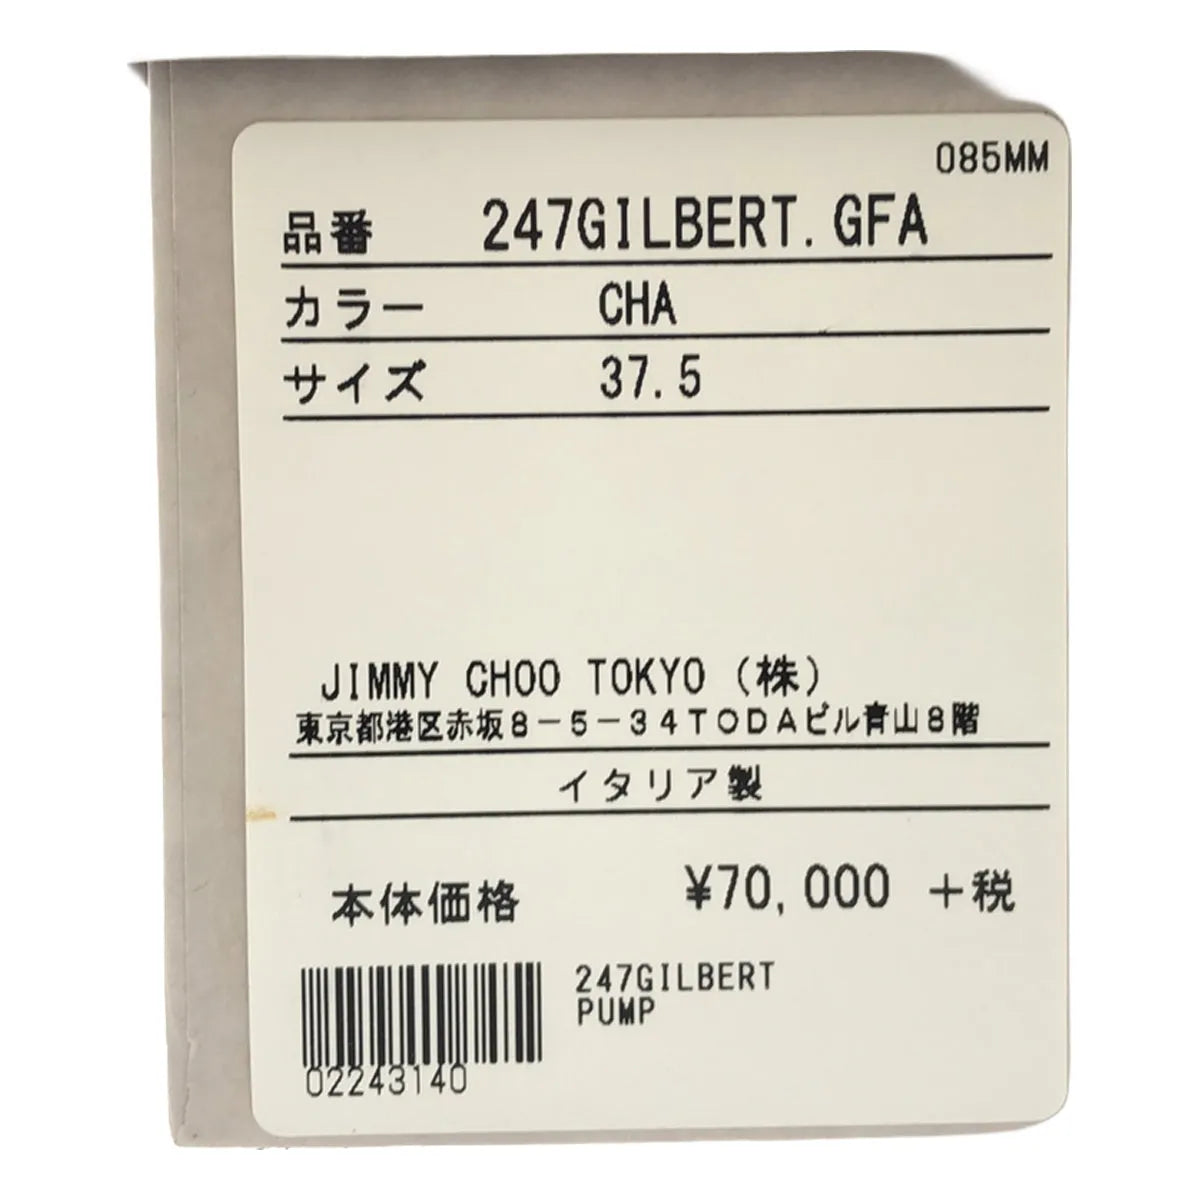 085MM
品番 247GILBERT.GFA
カラー CHA
サイズ 37.5
JIMMY CHOO TOKYO (株)
東京都港区赤坂8-5-34TODAビル青山8階
イタリア製
本体価格 ¥70,000 +税
247GILBERT
PUMP
02243140